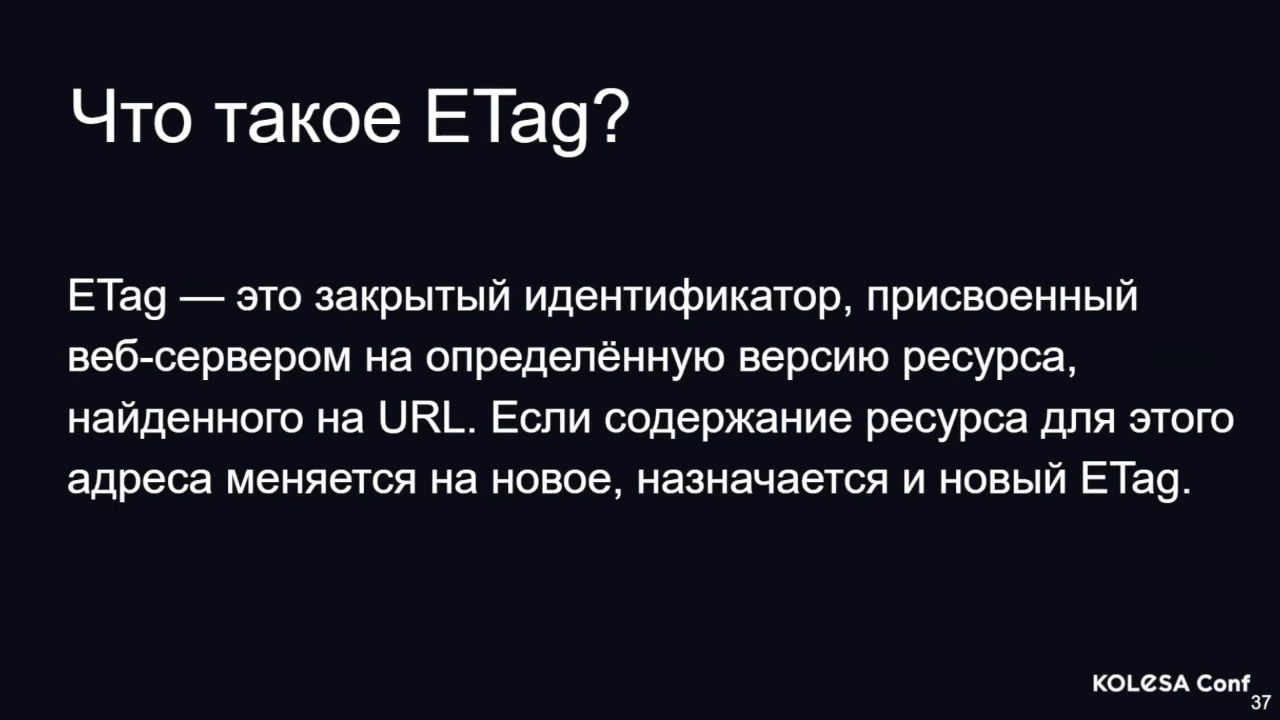 Что такое ETag?
ETag — это закрытый идентификатор, присвоенный
веб-сервером на определённую версию ресурса,
найденного на URL. Если содержание ресурса для этого
адреса меняется на новое, назначается и новый ETag.
KOLESA Conf
37